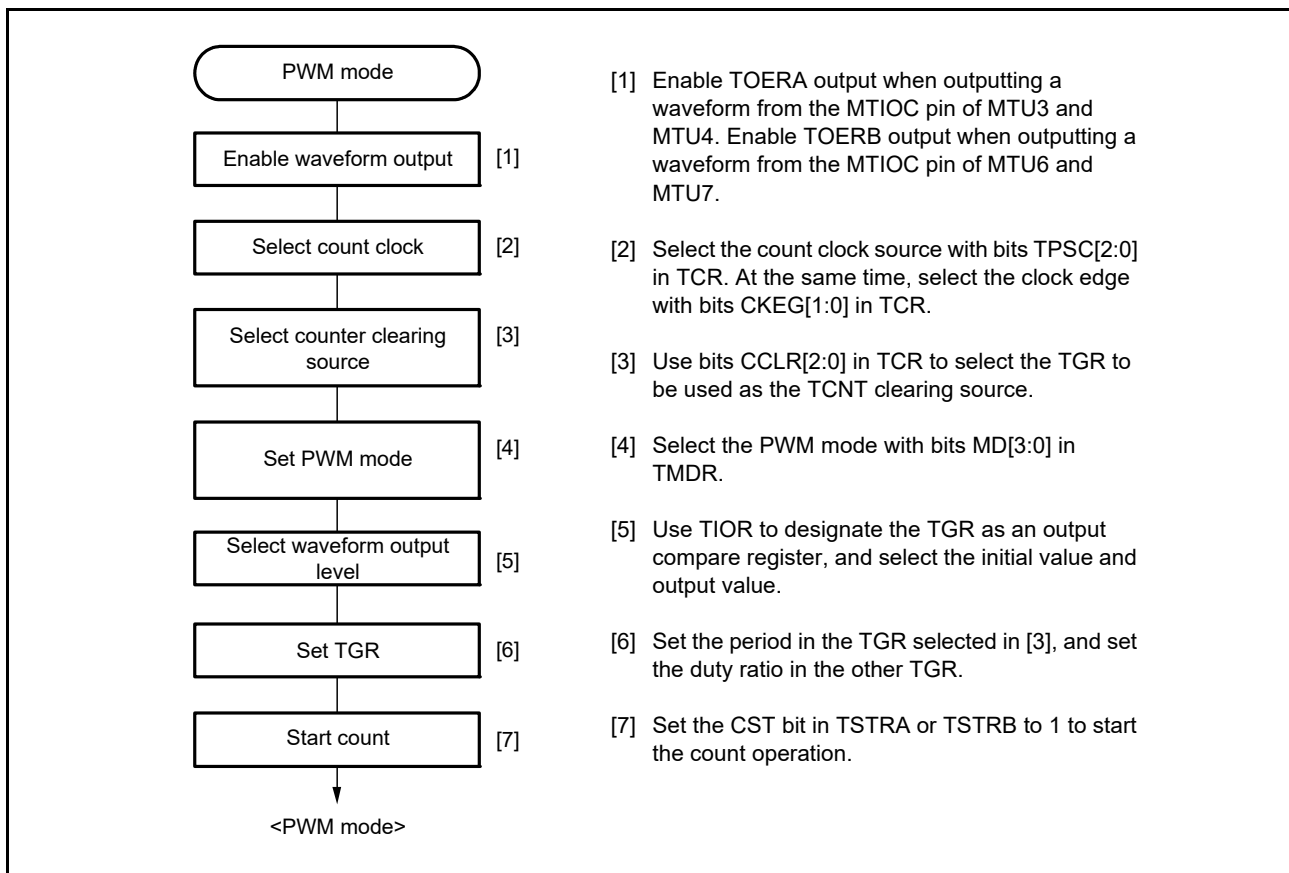 PWM mode
Enable waveform output [1]
Select count clock [2]
Select counter clearing
source
[3]
Set PWM mode [4]
Select waveform output
level
[5]
Set TGR [6]
Start count [7]
<PWM mode>
[1] Enable TOERA output when outputting a
waveform from the MTIOC pin of MTU3 and
MTU4. Enable TOERB output when outputting a
waveform from the MTIOC pin of MTU6 and
MTU7.
[2] Select the count clock source with bits TPSC[2:0]
in TCR. At the same time, select the clock edge
with bits CKEG[1:0] in TCR.
[3] Use bits CCLR[2:0] in TCR to select the TGR to
be used as the TCNT clearing source.
[4] Select the PWM mode with bits MD[3:0] in
TMDR.
[5] Use TIOR to designate the TGR as an output
compare register, and select the initial value and
output value.
[6] Set the period in the TGR selected in [3], and set
the duty ratio in the other TGR.
[7] Set the CST bit in TSTRA or TSTRB to 1 to start
the count operation.